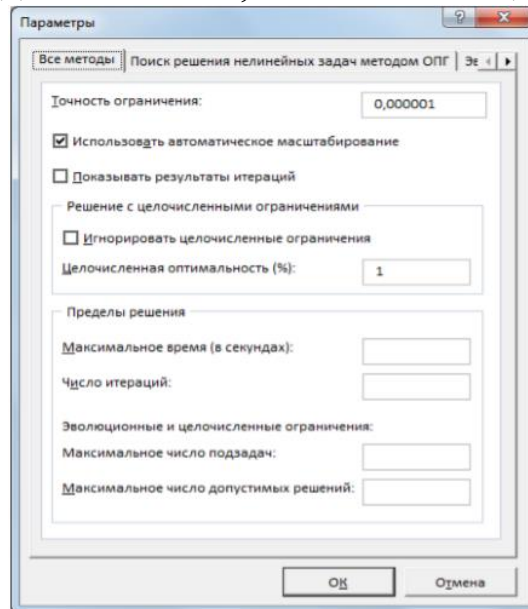 Параметры
Все методы Поиск решения нелинейных задач методом ОПГ Эв
Точность ограничения: 0,000001
Использовать автоматическое масштабирование
Показывать результаты итераций
Решение с целочисленными ограничениями
Игнорировать целочисленные ограничения
Целочисленная оптимальность (%): 1
Пределы решения
Максимальное время (в секундах):
Число итераций:
Эволюционные и целочисленные ограничения:
Максимальное число подзадач:
Максимальное число допустимых решений:
ОК Отмена